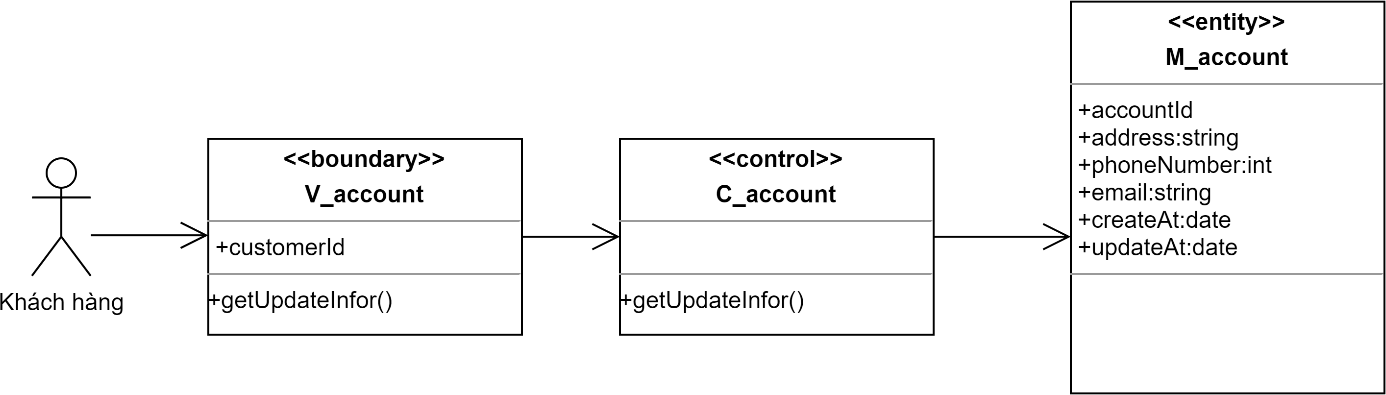 Khách hàng
<<boundary>>
V_account
+customerId
+getUpdateInfor()
<<control>>
C_account
+getUpdateInfor()
<<entity>>
M_account
+accountId
+address:string
+phoneNumber:int
+email:string
+createAt:date
+updateAt:date